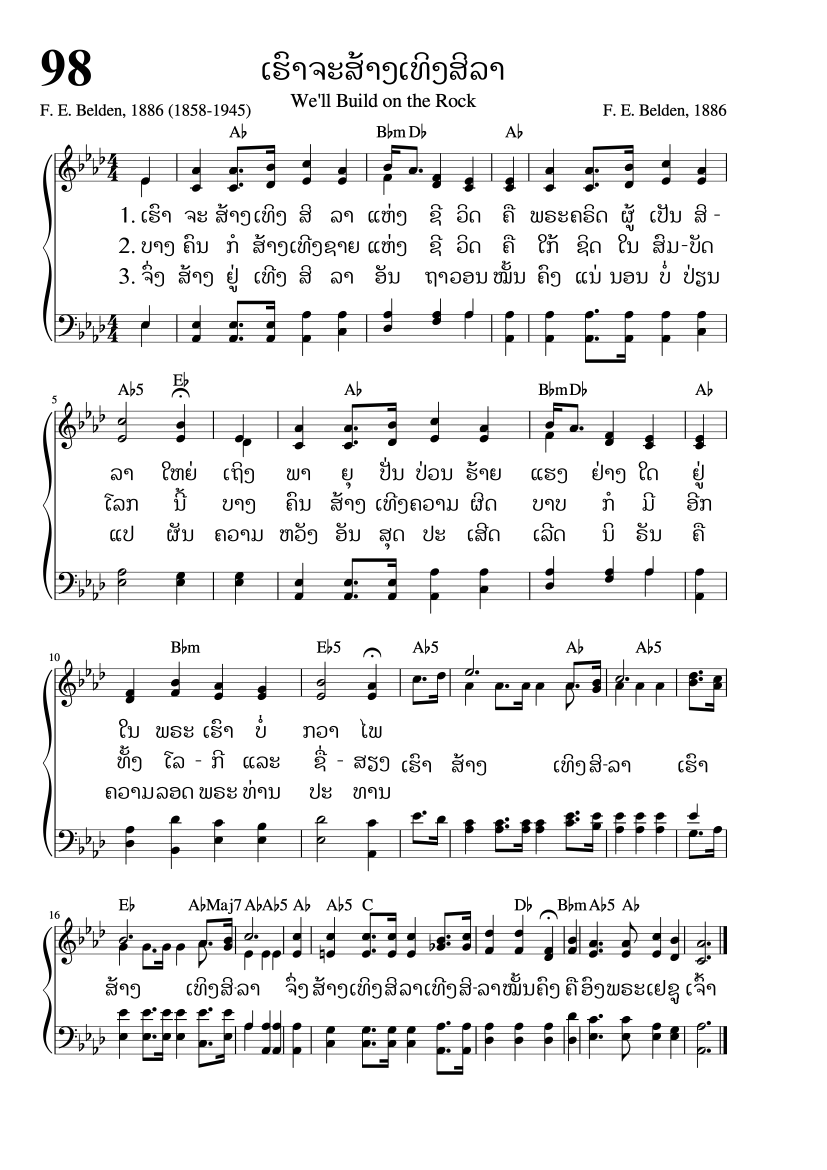 98
ເຮົາຈະສ້າງເທິງສິລາ
We'll Build on the Rock
F. E. Belden, 1886 (1858-1945)
F. E. Belden, 1886
A♭ B♭m D♭ A♭
1. ເຮົາ ຈະ ສ້າງ ເທິງ ສິ ລາ ແຫ່ງ ຊີ ວິດ ຄື ພຣະຄຣິດ ຜູ້ ເປັນ ສິ -
2. ບາງ ຄົນ ກໍ ສ້າງເທີງຊາຍ ແຫ່ງ ຊີ ວິດ ຄື ໃກ້ ຊິດ ໃນ ສົມ-ບັດ
3. ຈົ່ງ ສ້າງ ຢູ່ ເທີງ ສິ ລາ ອັນ ຖາວອນ ໝັ້ນ ຄົງ ແນ່ ນອນ ບໍ່ ປ່ຽນ
5
A♭5 E♭ A♭ B♭m D♭ A♭
ລາ ໃຫຍ່ ເຖິງ ພາ ຍຸ ປັ່ນ ປ່ວນ ຮ້າຍ ແຮງ ຢ່າງ ໃດ ຢູ່
ໂລກ ນີ້ ບາງ ຄົນ ສ້າງ ເທີງຄວາມ ຜິດ ບາບ ກໍ ມີ ອີກ
ແປ ຜັນ ຄວາມ ຫວັງ ອັນ ສຸດ ປະ ເສີດ ເລີດ ນິ ຣັນ ຄື
10
B♭m E♭5 A♭5 A♭ A♭5
ໃນ ພຣະ ເຮົາ ບໍ່ ກວາ ໄພ
ທັ້ງ ໂລ - ກີ ແລະ ຊື່ - ສຽງ ເຮົາ ສ້າງ ເທິງ ສິ-ລາ ເຮົາ
ຄວາມລອດ ພຣະ ທ່ານ ປະ ທານ
16
E♭ A♭Maj7 A♭A♭5 A♭ A♭5 C D♭ B♭m A♭5 A♭
ສ້າງ ເທິງສິ-ລາ ຈົ່ງ ສ້າງເທິງສິລາເທີງສິ-ລາໝັ້ນຄົງ ຄືອົງພຣະເຢຊູ ເຈົ້າ